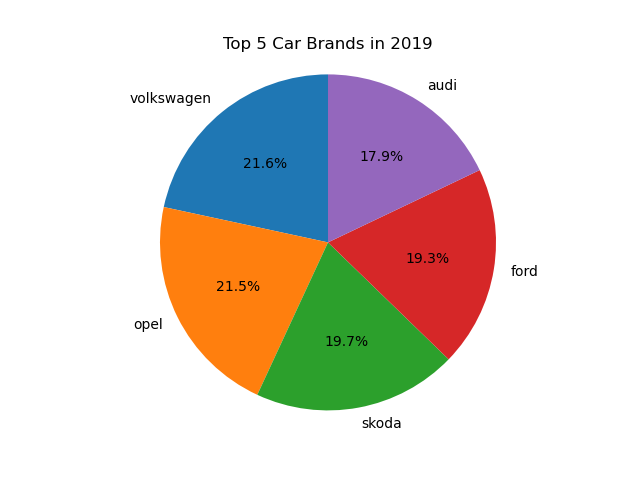 Top 5 Car Brands in 2019
audi
volkswagen
17.9%
21.6%
19.3%
ford
21.5%
opel
19.7%
skoda